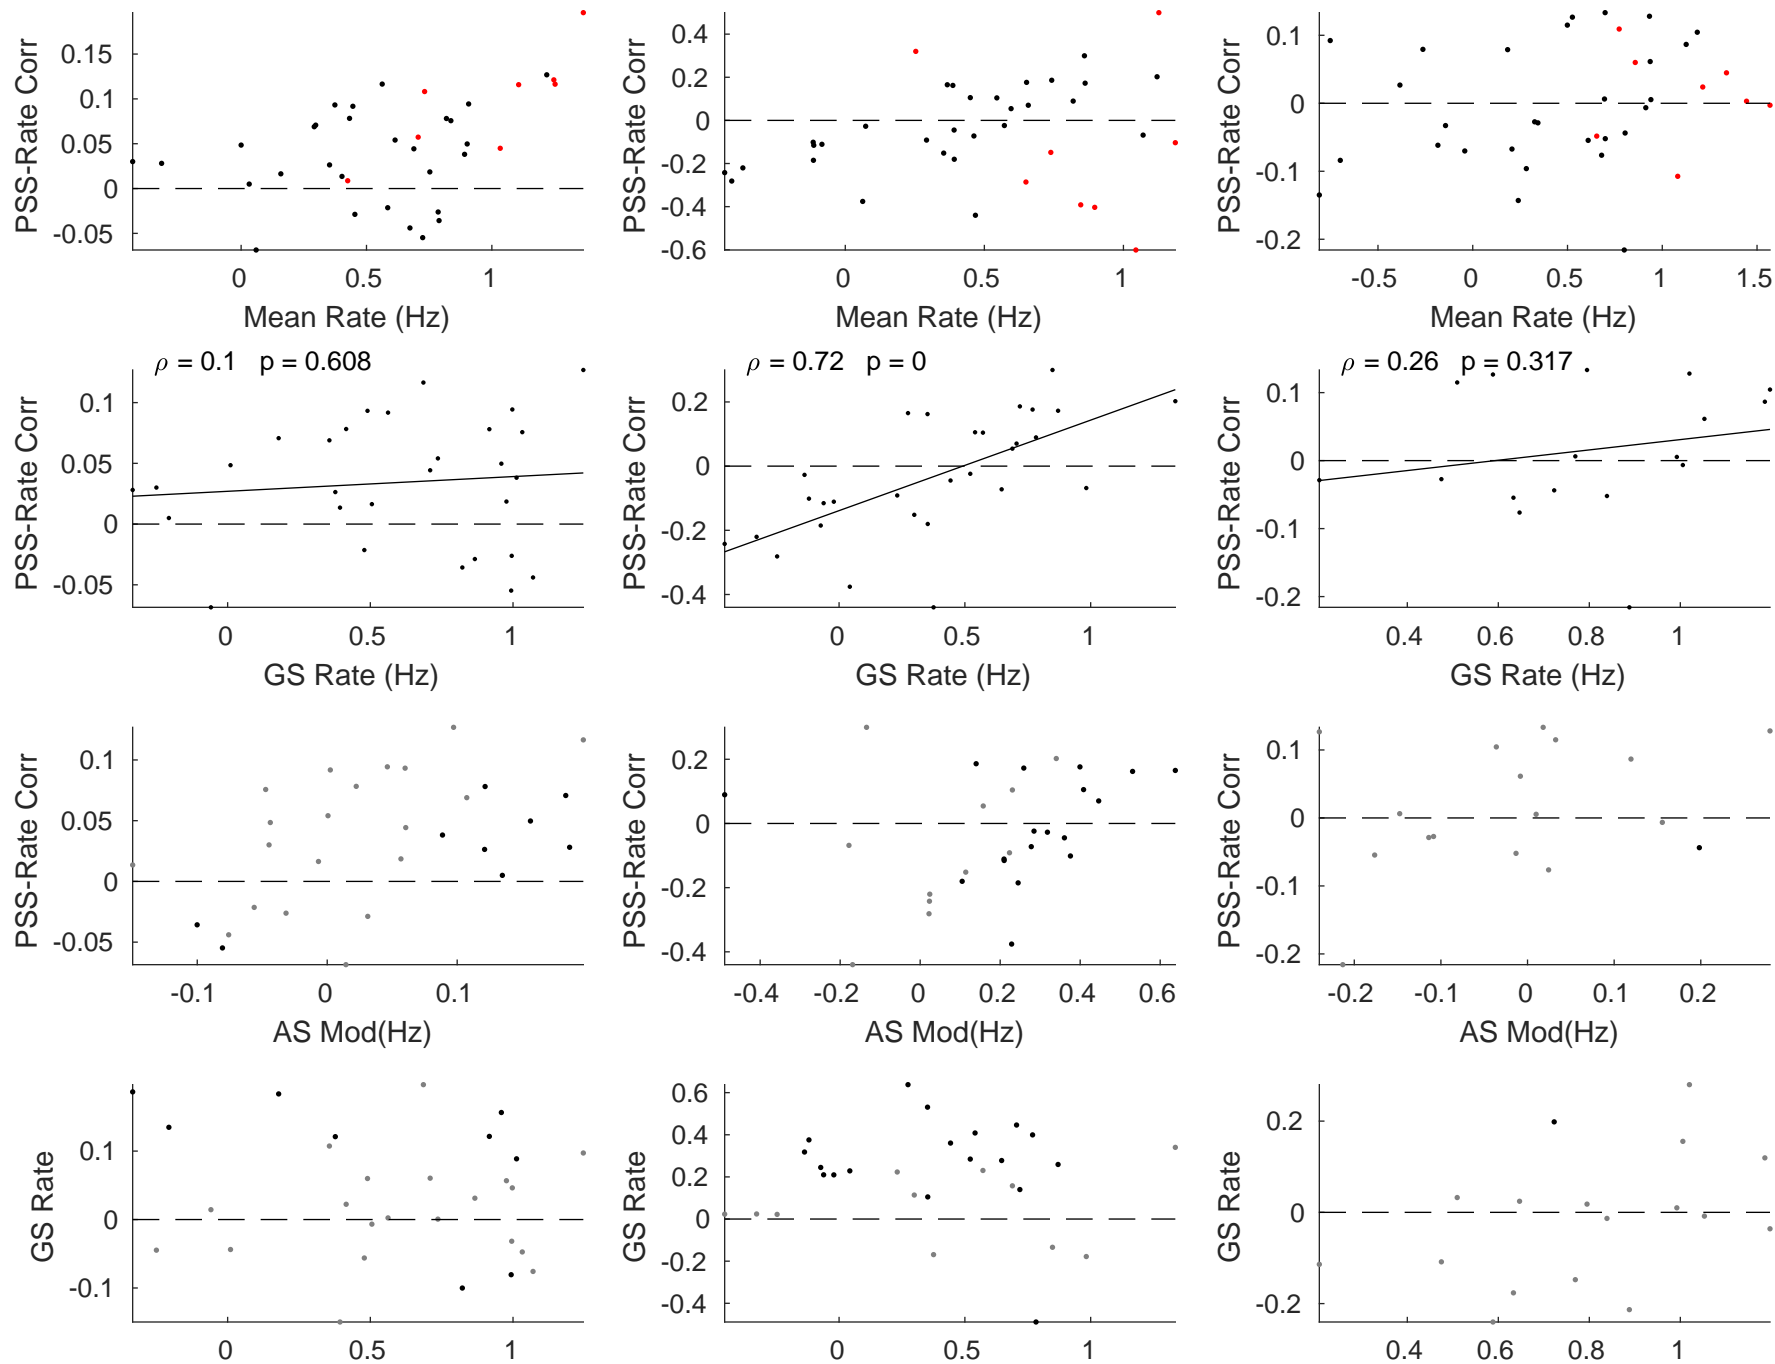 PSS-Rate Corr
0.15
0.1
0.05
0
-0.05
0 0.5 1
Mean Rate (Hz)
PSS-Rate Corr
0.4
0.2
0
-0.2
-0.4
-0.6
0 0.5 1
Mean Rate (Hz)
PSS-Rate Corr
0.1
0
-0.1
-0.2
-0.5 0 0.5 1 1.5
Mean Rate (Hz)
ρ = 0.1 p = 0.608
PSS-Rate Corr
0.1
0.05
0
-0.05
0 0.5 1
GS Rate (Hz)
ρ = 0.72 p = 0
PSS-Rate Corr
0.2
0
-0.2
-0.4
0 0.5 1
GS Rate (Hz)
ρ = 0.26 p = 0.317
PSS-Rate Corr
0.1
0
-0.1
-0.2
0.4 0.6 0.8 1
GS Rate (Hz)
PSS-Rate Corr
0.1
0.05
0
-0.05
-0.1 0 0.1
AS Mod(Hz)
PSS-Rate Corr
0.2
0
-0.2
-0.4
-0.4 -0.2 0 0.2 0.4 0.6
AS Mod(Hz)
PSS-Rate Corr
0.1
0
-0.1
-0.2
-0.2 -0.1 0 0.1 0.2
AS Mod(Hz)
GS Rate
0.1
0
-0.1
0 0.5 1
GS Rate
0.6
0.4
0.2
0
-0.2
-0.4
0 0.5 1
GS Rate
0.2
0
-0.2
0.4 0.6 0.8 1